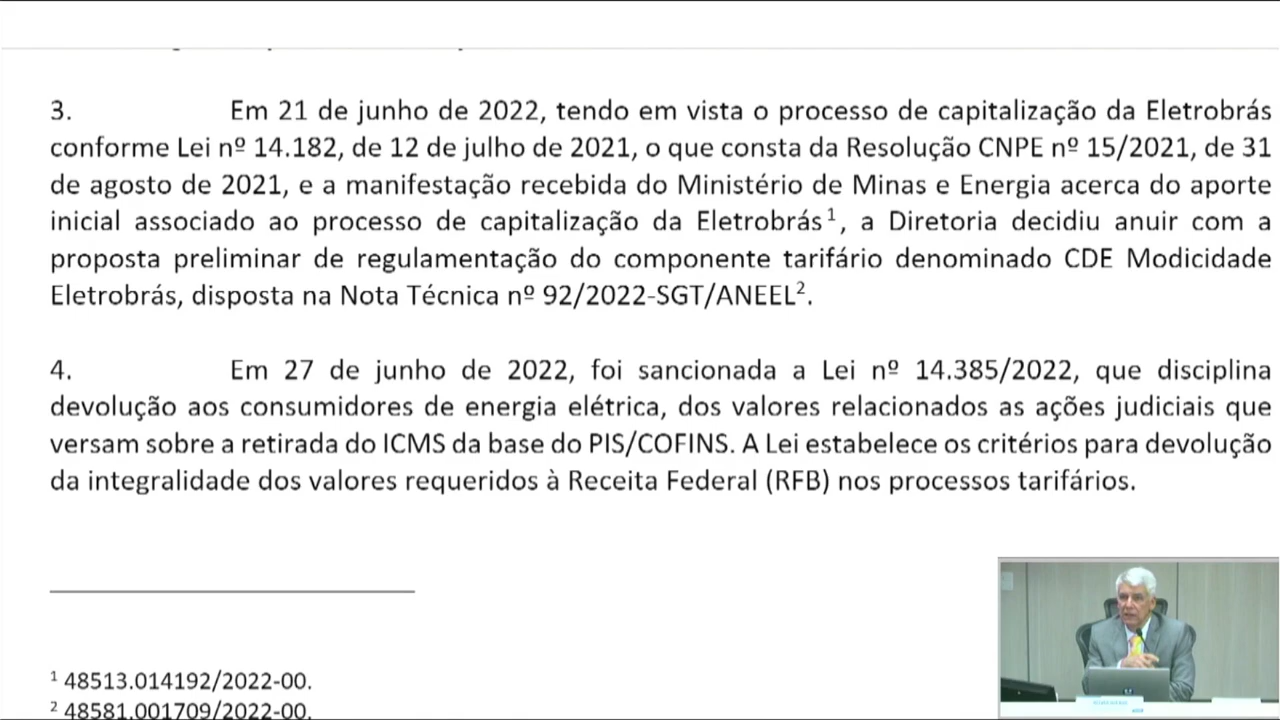 3. Em 21 de junho de 2022, tendo em vista o processo de capitalização da Eletrobrás
conforme Lei nº 14.182, de 12 de julho de 2021, o que consta da Resolução CNPE nº 15/2021, de 31
de agosto de 2021, e a manifestação recebida do Ministério de Minas e Energia acerca do aporte
inicial associado ao processo de capitalização da Eletrobrás¹, a Diretoria decidiu anuir com a
proposta preliminar de regulamentação do componente tarifário denominado CDE Modicidade
Eletrobrás, disposta na Nota Técnica nº 92/2022-SGT/ANEEL².
4. Em 27 de junho de 2022, foi sancionada a Lei nº 14.385/2022, que disciplina
devolução aos consumidores de energia elétrica, dos valores relacionados as ações judiciais que
versam sobre a retirada do ICMS da base do PIS/COFINS. A Lei estabelece os critérios para devolução
da integralidade dos valores requeridos à Receita Federal (RFB) nos processos tarifários.
¹ 48513.014192/2022-00.
² 48581.001709/2022-00.